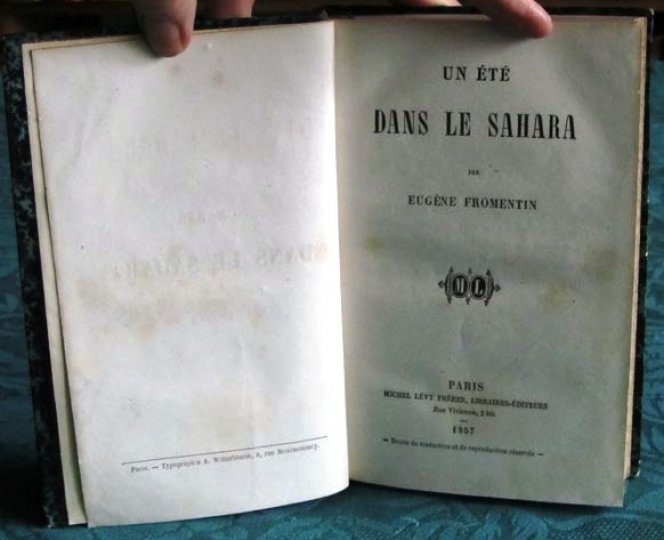 Paris. — Typographie A. Wittersheim, 8, rue Montmorency.
UN ÉTÉ
DANS LE SAHARA
PAR
EUGÈNE FROMENTIN
ML
PARIS
MICHEL LÉVY FRÈRES, LIBRAIRES-ÉDITEURS
Rue Vivienne, 2 bis
—
1857
— Droits de traduction et de reproduction réservés —